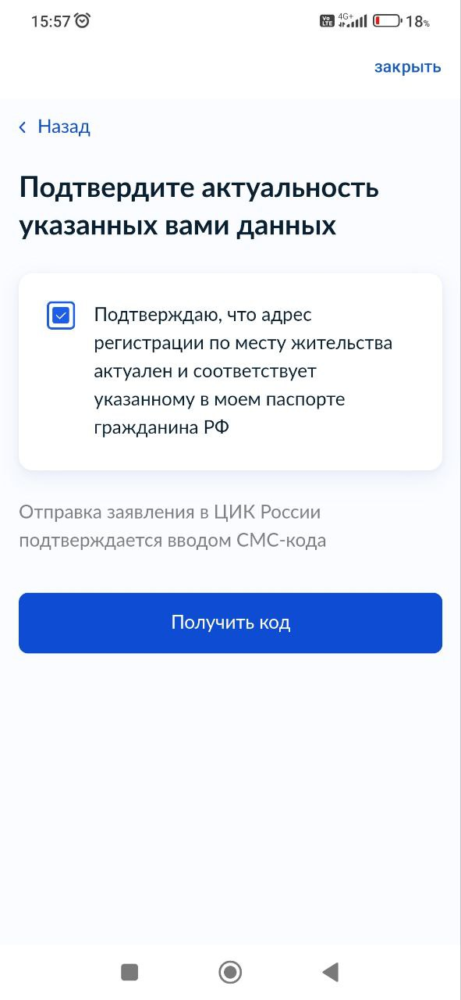 15:57
Vo LTE 4G+ 18%
закрыть
Назад
Подтвердите актуальность
указанных вами данных
Подтверждаю, что адрес
регистрации по месту жительства
актуален и соответствует
указанному в моем паспорте
гражданина РФ
Отправка заявления в ЦИК России
подтверждается вводом СМС-кода
Получить код